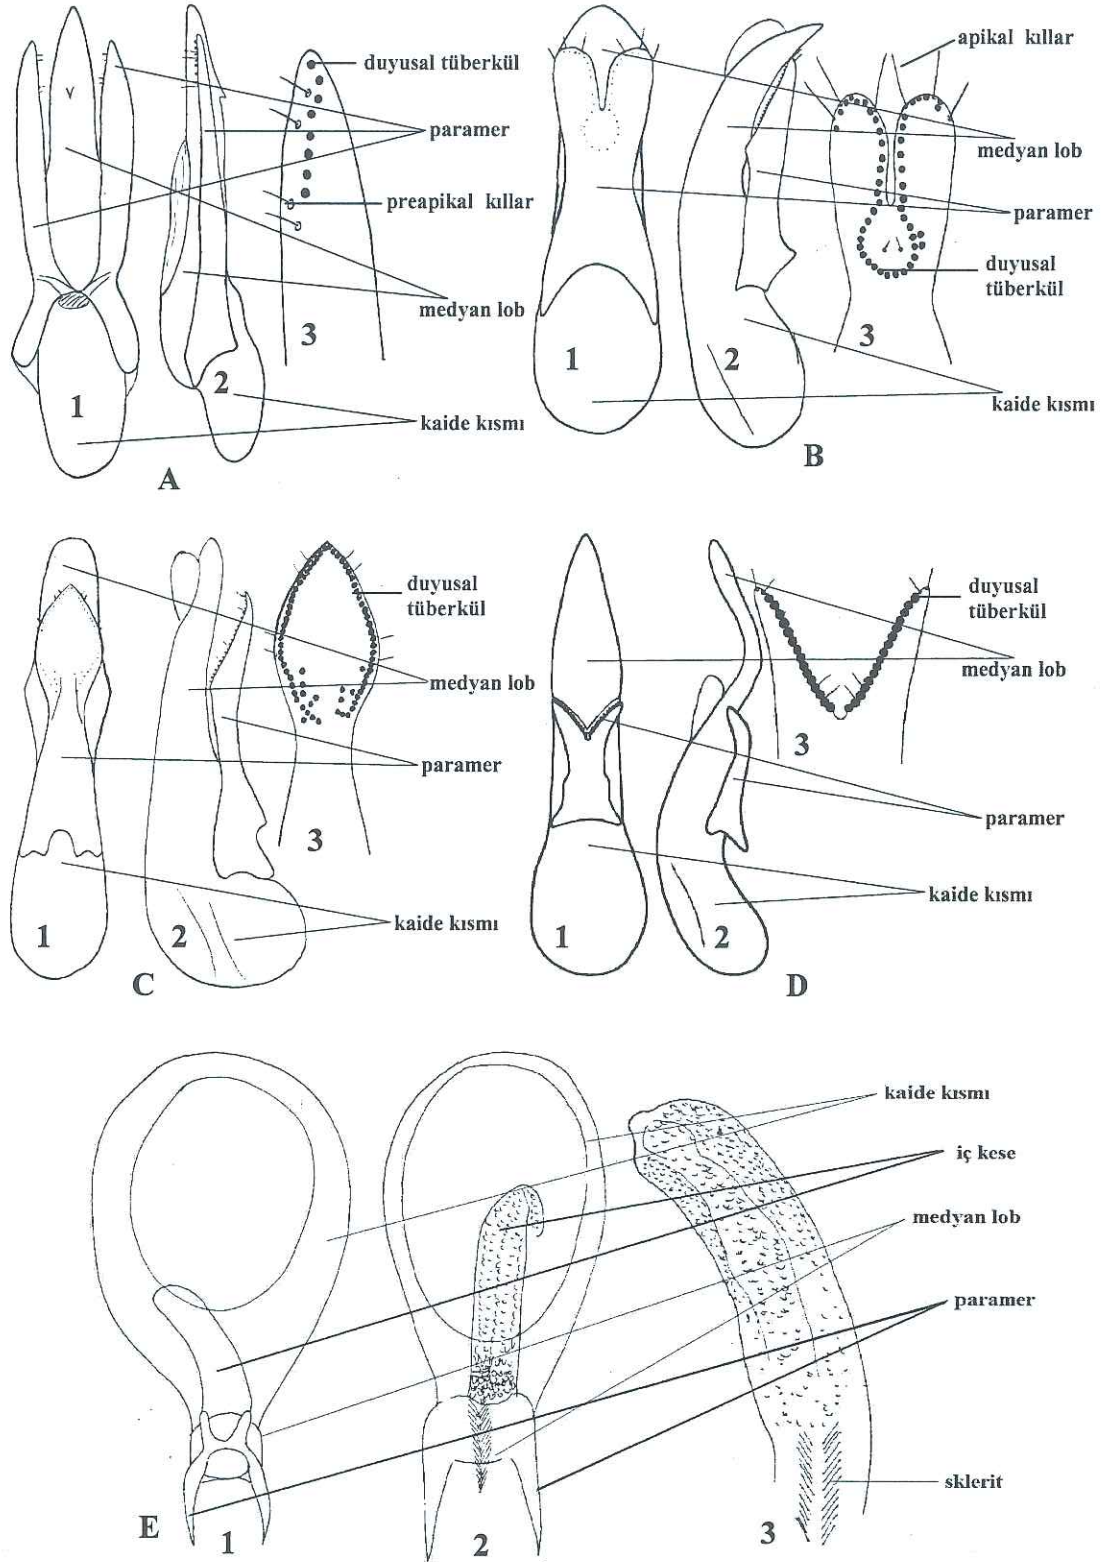 duyusal tüberkül
paramer
preapikal kıllar
medyan lob
kaide kısmı
1
2
3
A
apikal kıllar
medyan lob
paramer
duyusal
tüberkül
kaide kısmı
1
2
3
B
duyusal
tüberkül
medyan lob
paramer
kaide kısmı
1
2
3
C
duyusal
tüberkül
medyan lob
paramer
kaide kısmı
1
2
3
D
kaide kısmı
iç kese
medyan lob
paramer
sklerit
E
1
2
3